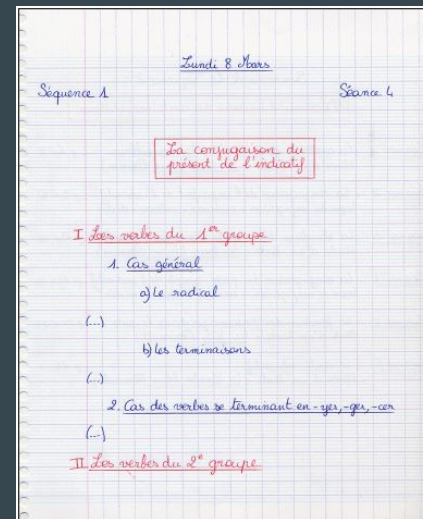 Lundi 8 Mars
Séquence 1 Séance 4
La conjugaison du
présent de l'indicatif
I Les verbes du 1er groupe
1. Cas général
a) Le radical
(...)
b) Les terminaisons
(...)
2. Cas des verbes se terminant en -yer, -ger, -cer
(...)
II Les verbes du 2e groupe